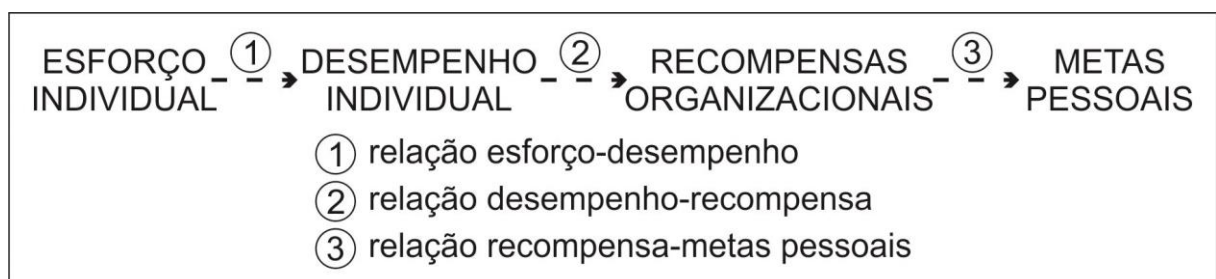 ESFORÇO 1 DESEMPENHO 2 RECOMPENSAS 3 METAS
INDIVIDUAL INDIVIDUAL ORGANIZACIONAIS PESSOAIS
1 relação esforço-desempenho
2 relação desempenho-recompensa
3 relação recompensa-metas pessoais